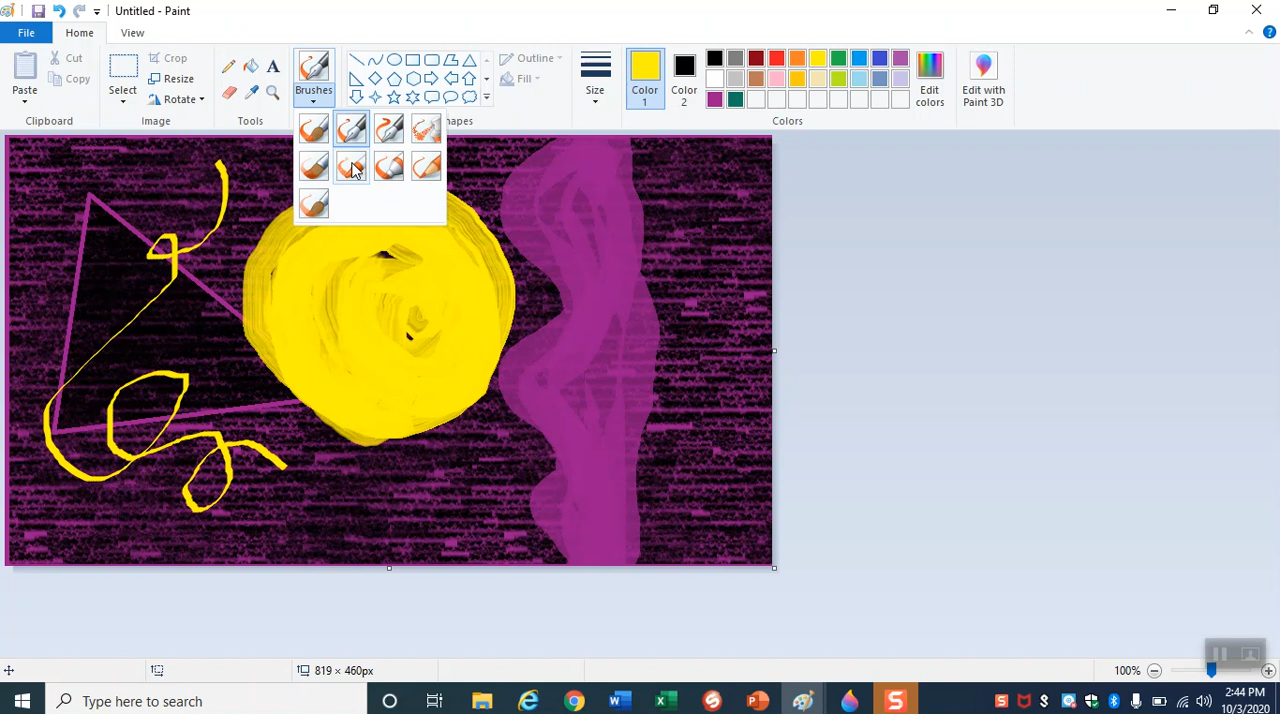 Untitled - Paint
File Home View
Paste
Cut
Copy
Clipboard
Select
Crop
Resize
Rotate
Image
A
Tools
Brushes
Outline
Fill
hapes
Size
Color 1
Color 2
Edit colors
Edit with Paint 3D
Colors
819 × 460px
100%
Type here to search
2:44 PM
10/3/2020